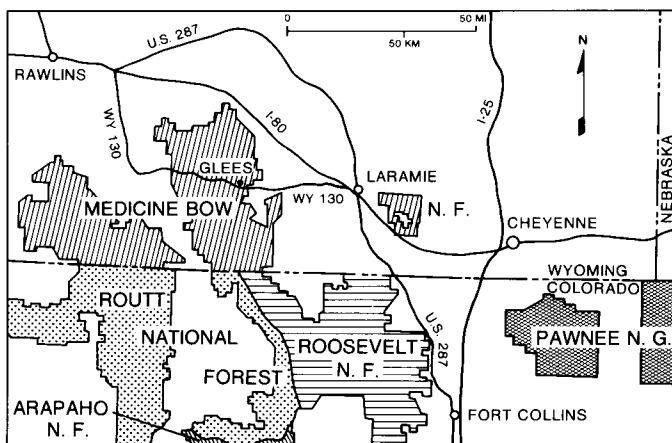 0 50 MI
50 KM
U.S. 287
N
RAWLINS
I-80
I-25
WY 130
GLEES
LARAMIE
WY 130
N. F.
MEDICINE BOW
NEBRASKA
CHEYENNE
WYOMING
COLORADO
ROUTT
NATIONAL
FOREST
U.S. 287
ROOSEVELT
N. F.
PAWNEE N. G.
ARAPAHO
N. F.
FORT COLLINS